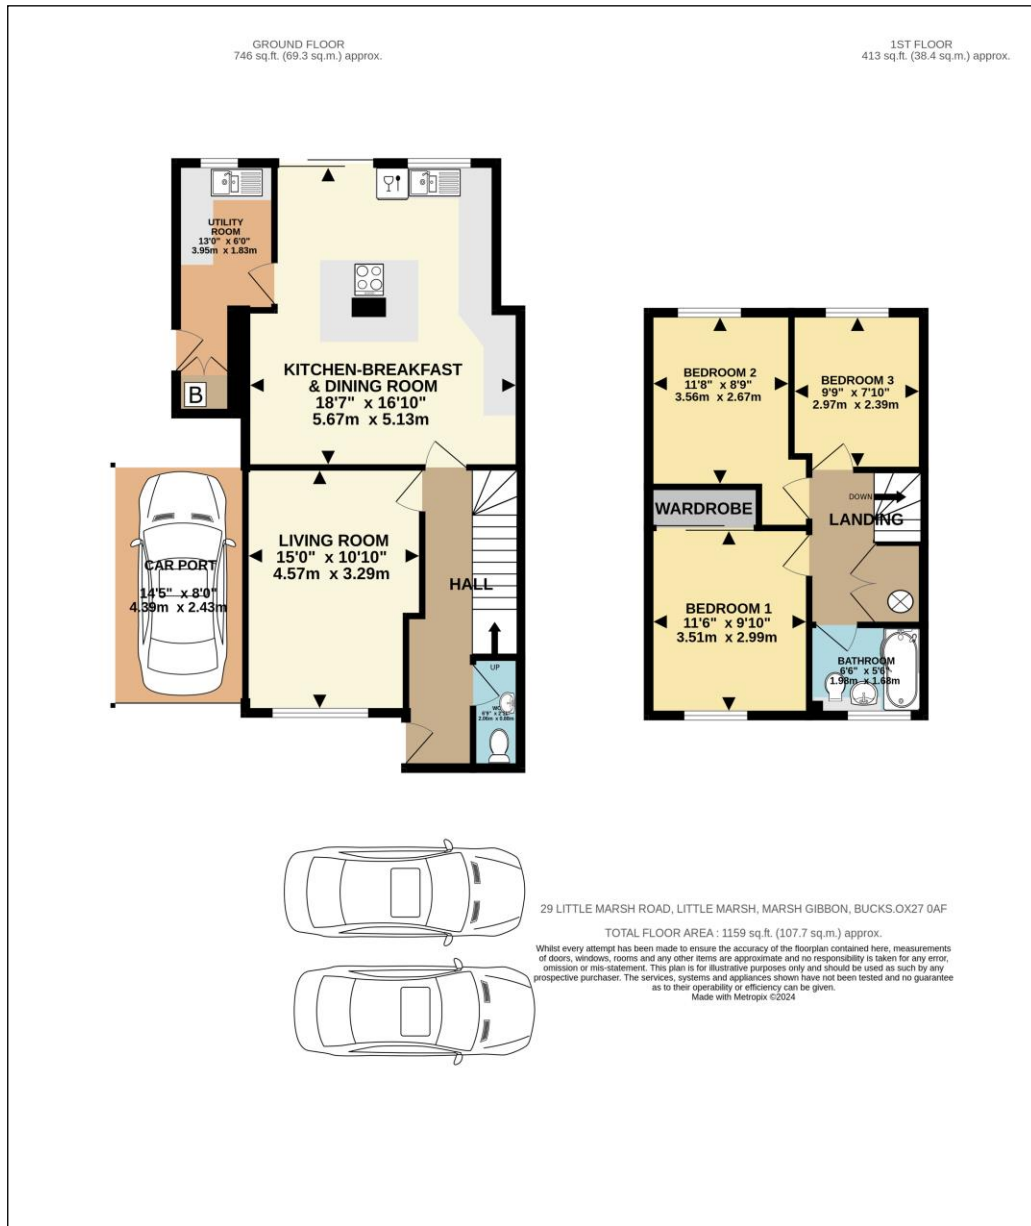 GROUND FLOOR
746 sq.ft. (69.3 sq.m.) approx.
1ST FLOOR
413 sq.ft. (38.4 sq.m.) approx.
UTILITY
ROOM
13'0" x 6'0"
3.95m x 1.83m
KITCHEN-BREAKFAST
& DINING ROOM
18'7" x 16'10"
5.67m x 5.13m
B
LIVING ROOM
15'0" x 10'10"
4.57m x 3.29m
HALL
UP
CAR PORT
14'5" x 8'0"
4.39m x 2.43m
WC
BEDROOM 2
11'8" x 8'9"
3.56m x 2.67m
BEDROOM 3
9'9" x 7'10"
2.97m x 2.39m
WARDROBE
DOWN
LANDING
BEDROOM 1
11'6" x 9'10"
3.51m x 2.99m
BATHROOM
6'6" x 5'6"
1.98m x 1.68m
29 LITTLE MARSH ROAD, LITTLE MARSH, MARSH GIBBON, BUCKS.OX27 0AF
TOTAL FLOOR AREA : 1159 sq.ft. (107.7 sq.m.) approx.
Whilst every attempt has been made to ensure the accuracy of the floorplan contained here, measurements
of doors, windows, rooms and any other items are approximate and no responsibility is taken for any error,
omission or mis-statement. This plan is for illustrative purposes only and should be used as such by any
prospective purchaser. The services, systems and appliances shown have not been tested and no guarantee
as to their operability or efficiency can be given.
Made with Metropix ©2024